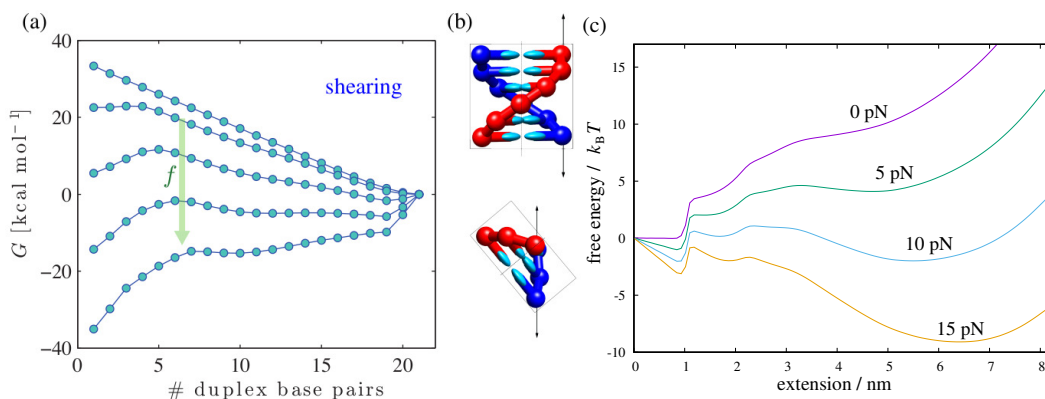 (a)
40
20
0
−20
−40
G [kcal mol⁻¹]
shearing
f
0
5
10
15
20
# duplex base pairs
(b)
(c)
15
10
5
0
-5
-10
free energy / k_BT
0 pN
5 pN
10 pN
15 pN
0
1
2
3
4
5
6
7
8
extension / nm